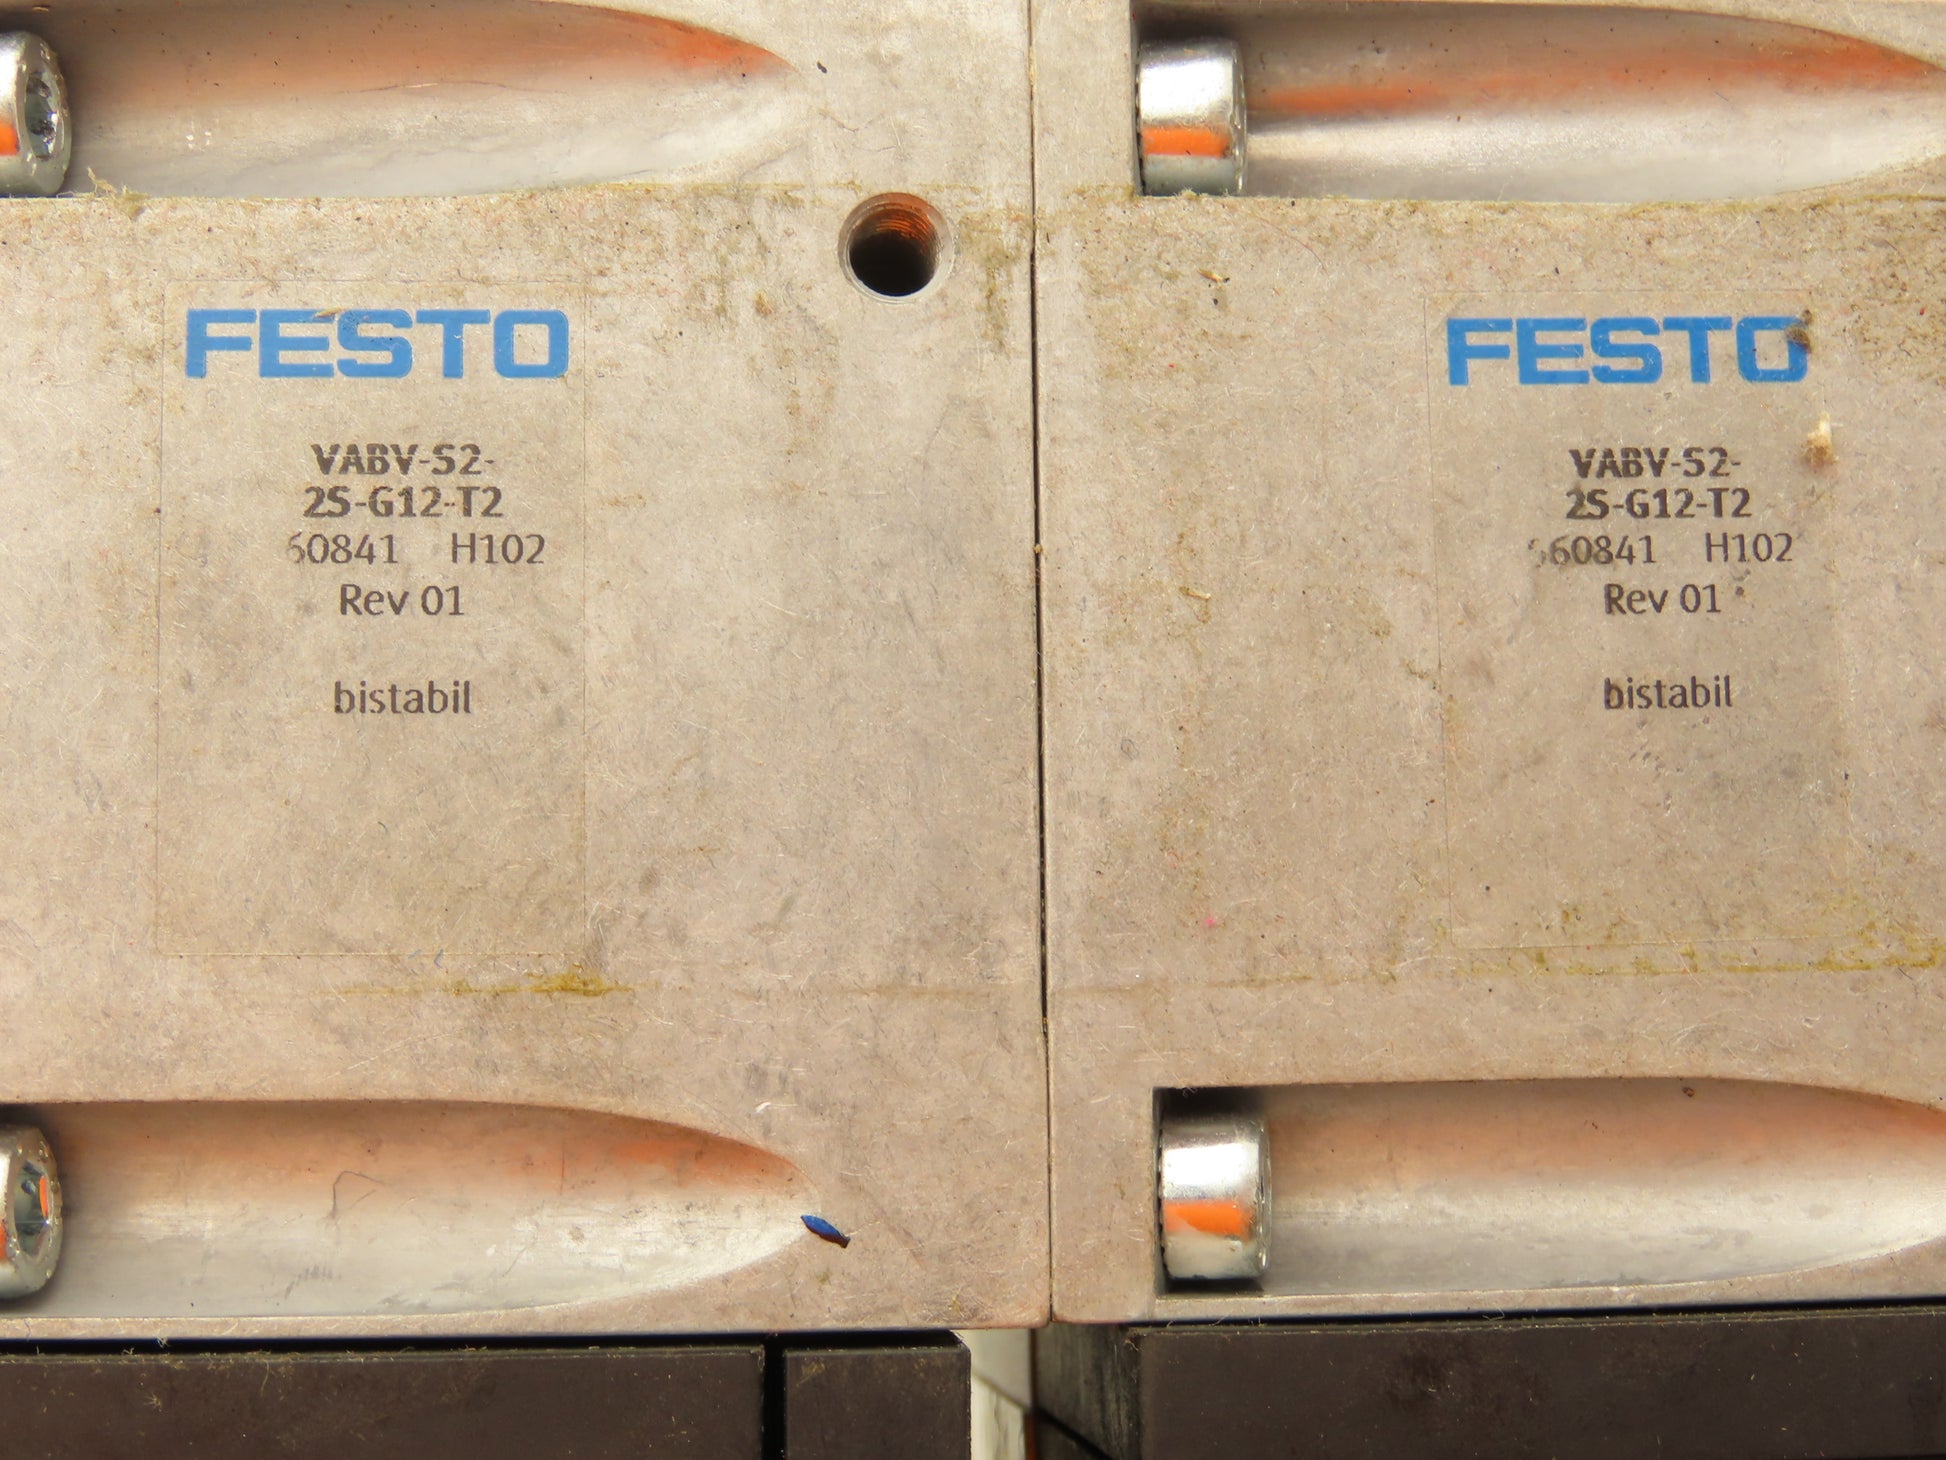 FESTO
VABV-S2-
2S-G12-T2
60841 H102
Rev 01
bistabil
FESTO
VABV-S2-
2S-G12-T2
60841 H102
Rev 01
bistabil